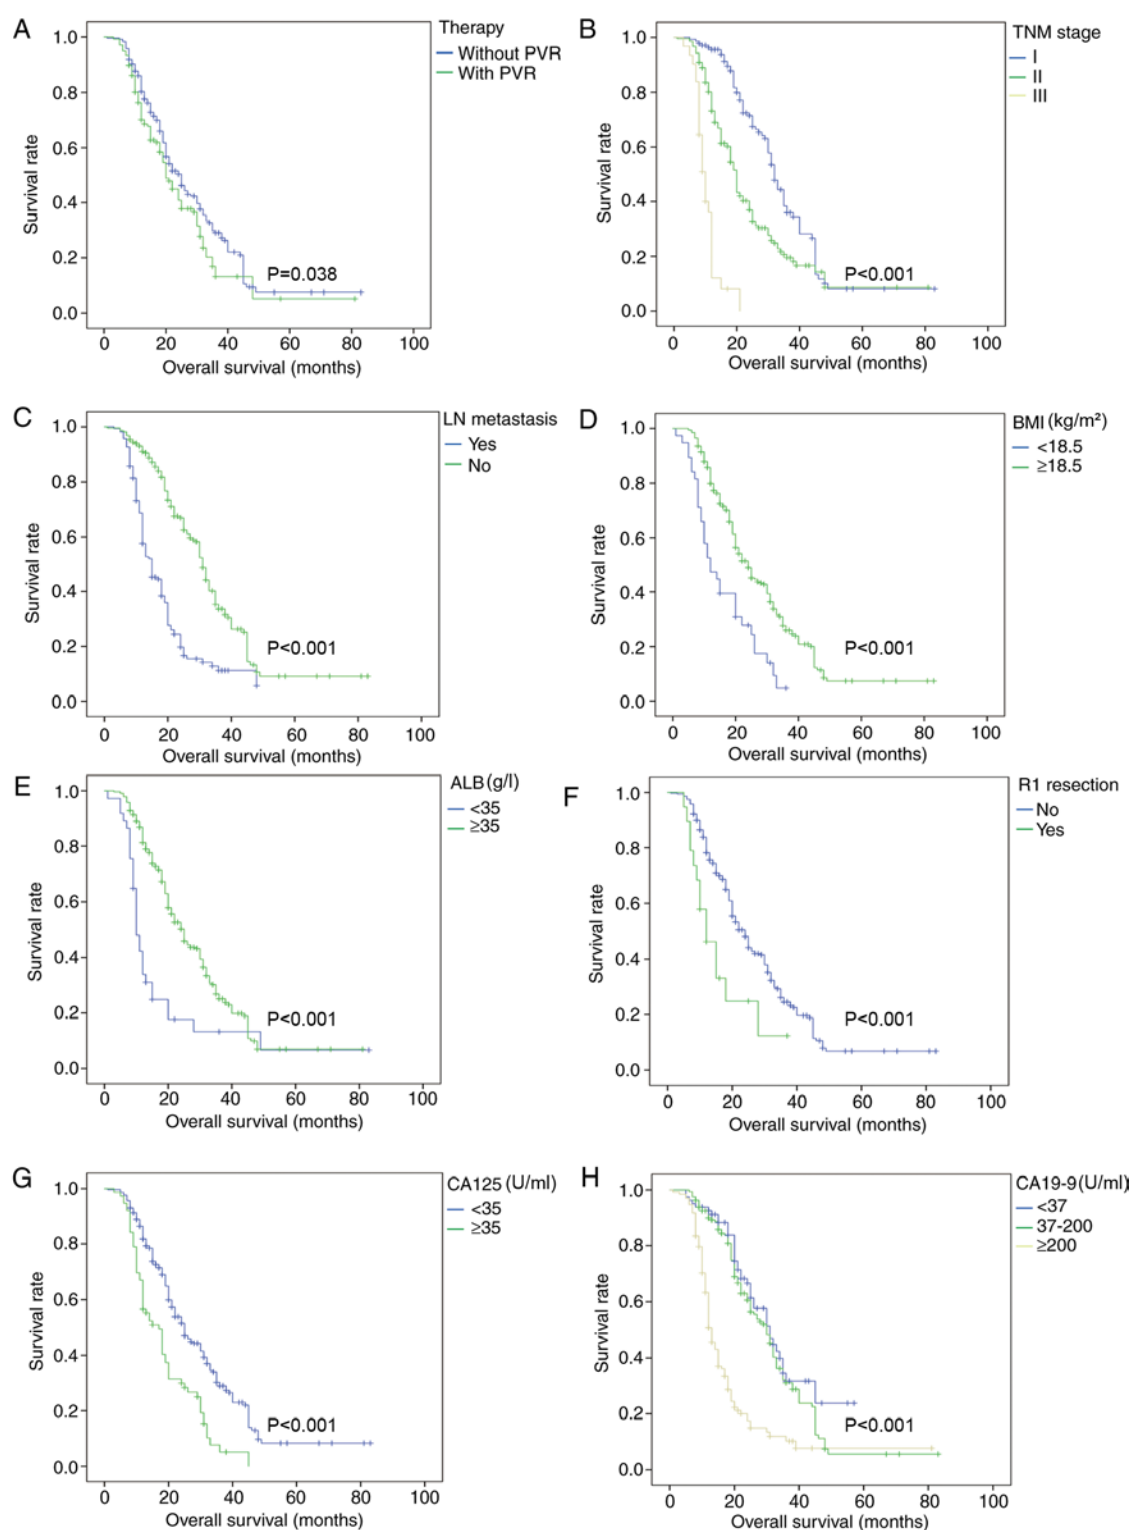 A
Therapy
Without PVR
With PVR
Survival rate
1.0
0.8
0.6
0.4
0.2
0.0
P=0.038
0 20 40 60 80 100
Overall survival (months)
B
TNM stage
I
II
III
Survival rate
1.0
0.8
0.6
0.4
0.2
0.0
P<0.001
0 20 40 60 80 100
Overall survival (months)
C
LN metastasis
Yes
No
Survival rate
1.0
0.8
0.6
0.4
0.2
0.0
P<0.001
0 20 40 60 80 100
Overall survival (months)
D
BMI (kg/m²)
<18.5
≥18.5
Survival rate
1.0
0.8
0.6
0.4
0.2
0.0
P<0.001
0 20 40 60 80 100
Overall survival (months)
E
ALB (g/l)
<35
≥35
Survival rate
1.0
0.8
0.6
0.4
0.2
0.0
P<0.001
0 20 40 60 80 100
Overall survival (months)
F
R1 resection
No
Yes
Survival rate
1.0
0.8
0.6
0.4
0.2
0.0
P<0.001
0 20 40 60 80 100
Overall survival (months)
G
CA125 (U/ml)
<35
≥35
Survival rate
1.0
0.8
0.6
0.4
0.2
0.0
P<0.001
0 20 40 60 80 100
Overall survival (months)
H
CA19-9 (U/ml)
<37
37-200
≥200
Survival rate
1.0
0.8
0.6
0.4
0.2
0.0
P<0.001
0 20 40 60 80 100
Overall survival (months)